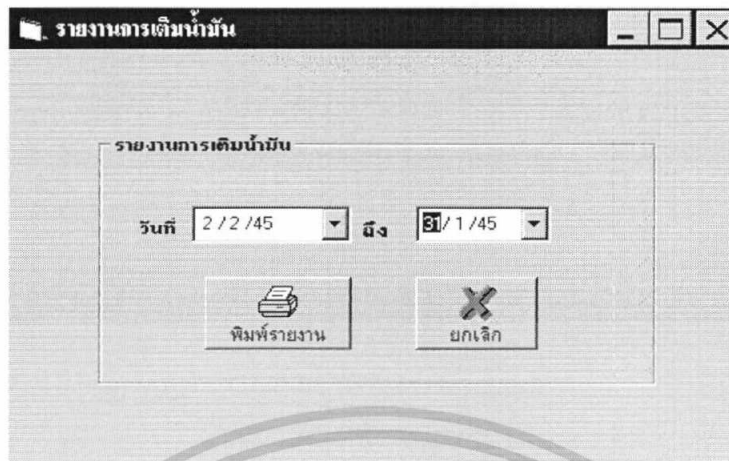 รายงานการเติมน้ำมัน
รายงานการเติมน้ำมัน
วันที่ 2 / 2 /45 ถึง 31/ 1 /45
พิมพ์รายงาน ยกเลิก